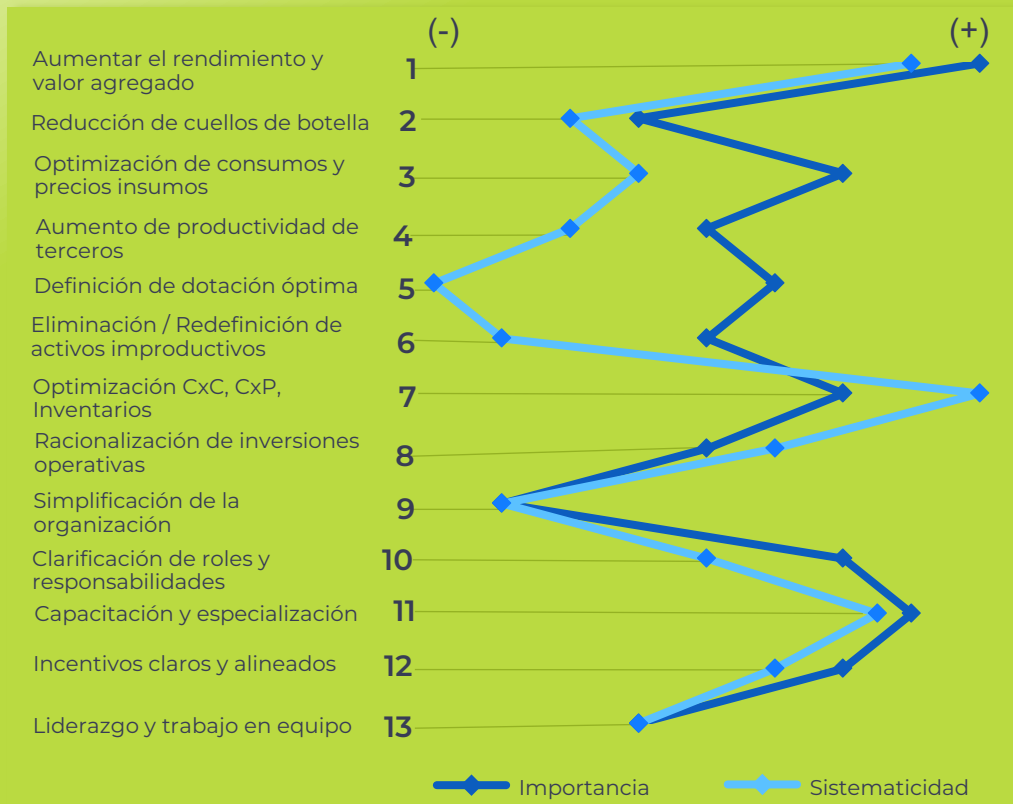 (-)
(+)
Aumentar el rendimiento y
valor agregado
1
Reducción de cuellos de botella
2
Optimización de consumos y
precios insumos
3
Aumento de productividad de
terceros
4
Definición de dotación óptima
5
Eliminación / Redefinición de
activos improductivos
6
Optimización CxC, CxP,
Inventarios
7
Racionalización de inversiones
operativas
8
Simplificación de la
organización
9
Clarificación de roles y
responsabilidades
10
Capacitación y especialización
11
Incentivos claros y alineados
12
Liderazgo y trabajo en equipo
13
Importancia
Sistematicidad